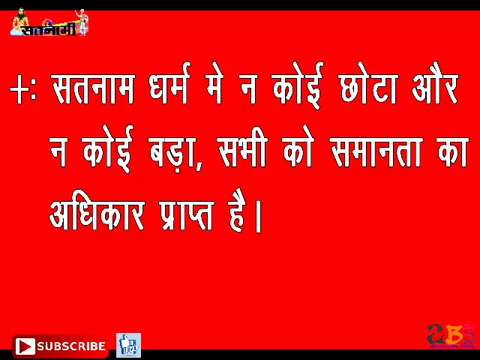 सतनामी
+: सतनाम धर्म मे न कोई छोटा और
न कोई बड़ा, सभी को समानता का
अधिकार प्राप्त है।
SUBSCRIBE